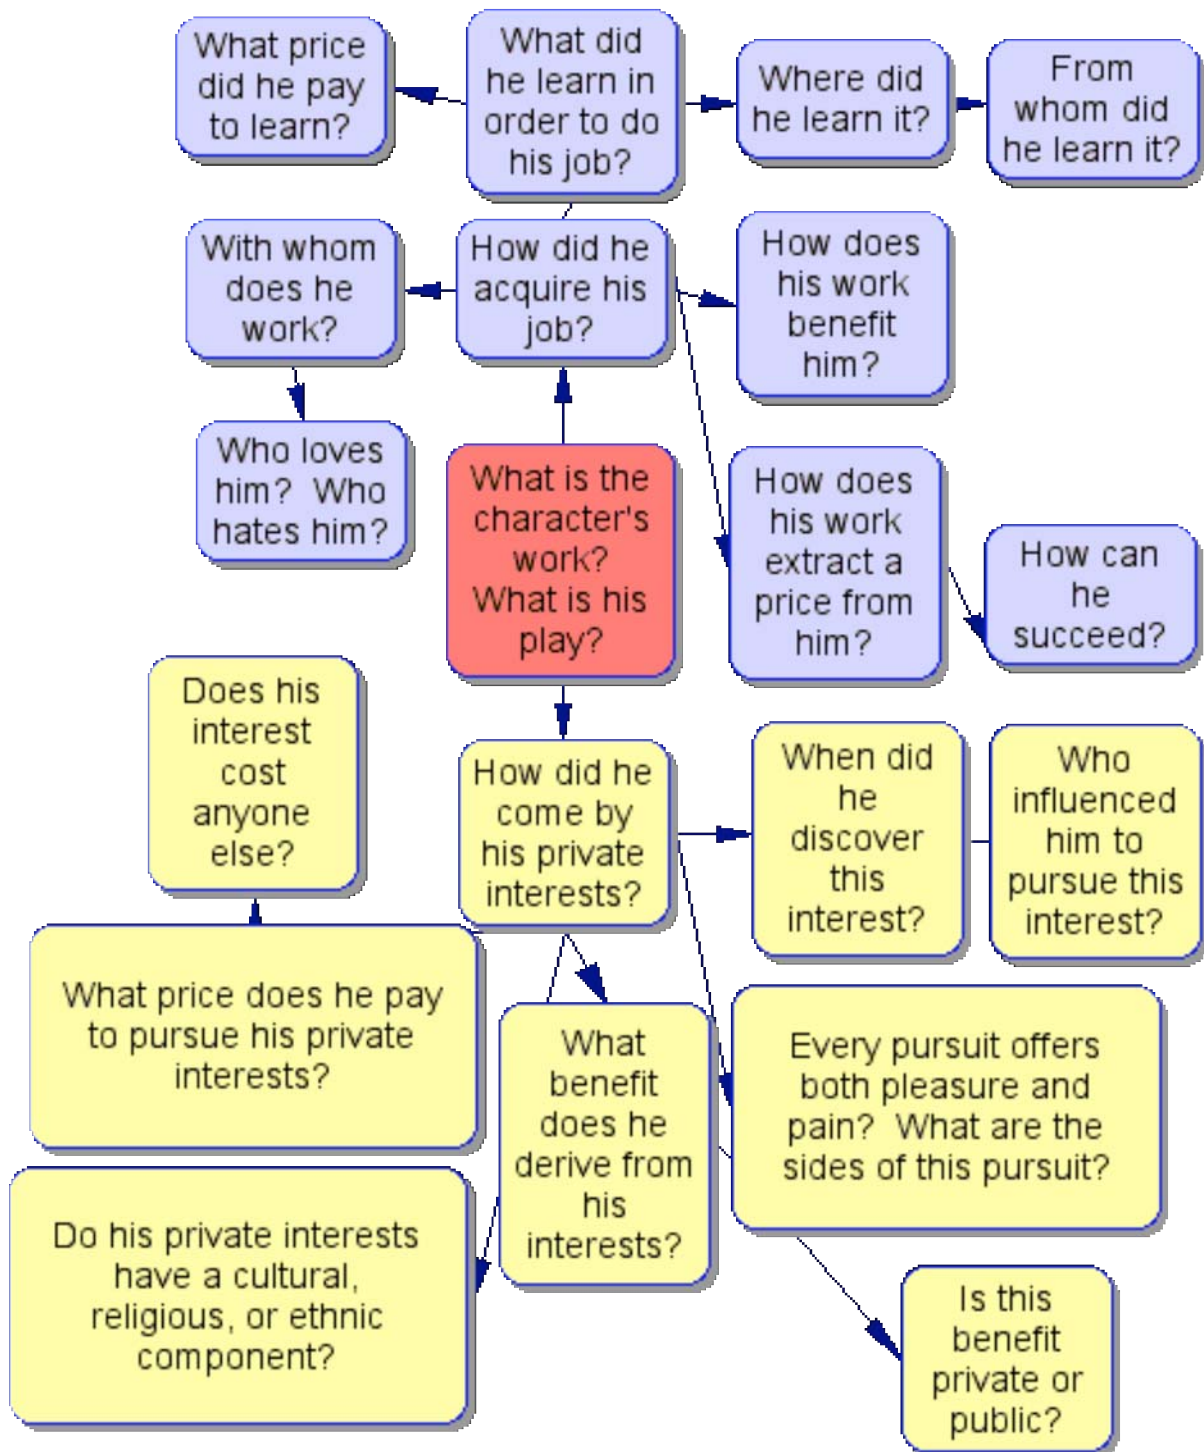 What price
did he pay
to learn?
What did
he learn in
order to do
his job?
Where did
he learn it?
From
whom did
he learn it?
With whom
does he
work?
How did he
acquire his
job?
How does
his work
benefit
him?
Who loves
him?  Who
hates him?
What is the
character's
work?
What is his
play?
How does
his work
extract a
price from
him?
How can
he
succeed?
Does his
interest
cost
anyone
else?
How did he
come by
his private
interests?
When did
he
discover
this
interest?
Who
influenced
him to
pursue this
interest?
What price does he pay
to pursue his private
interests?
What
benefit
does he
derive from
his
interests?
Every pursuit offers
both pleasure and
pain?  What are the
sides of this pursuit?
Do his private interests
have a cultural,
religious, or ethnic
component?
Is this
benefit
private or
public?